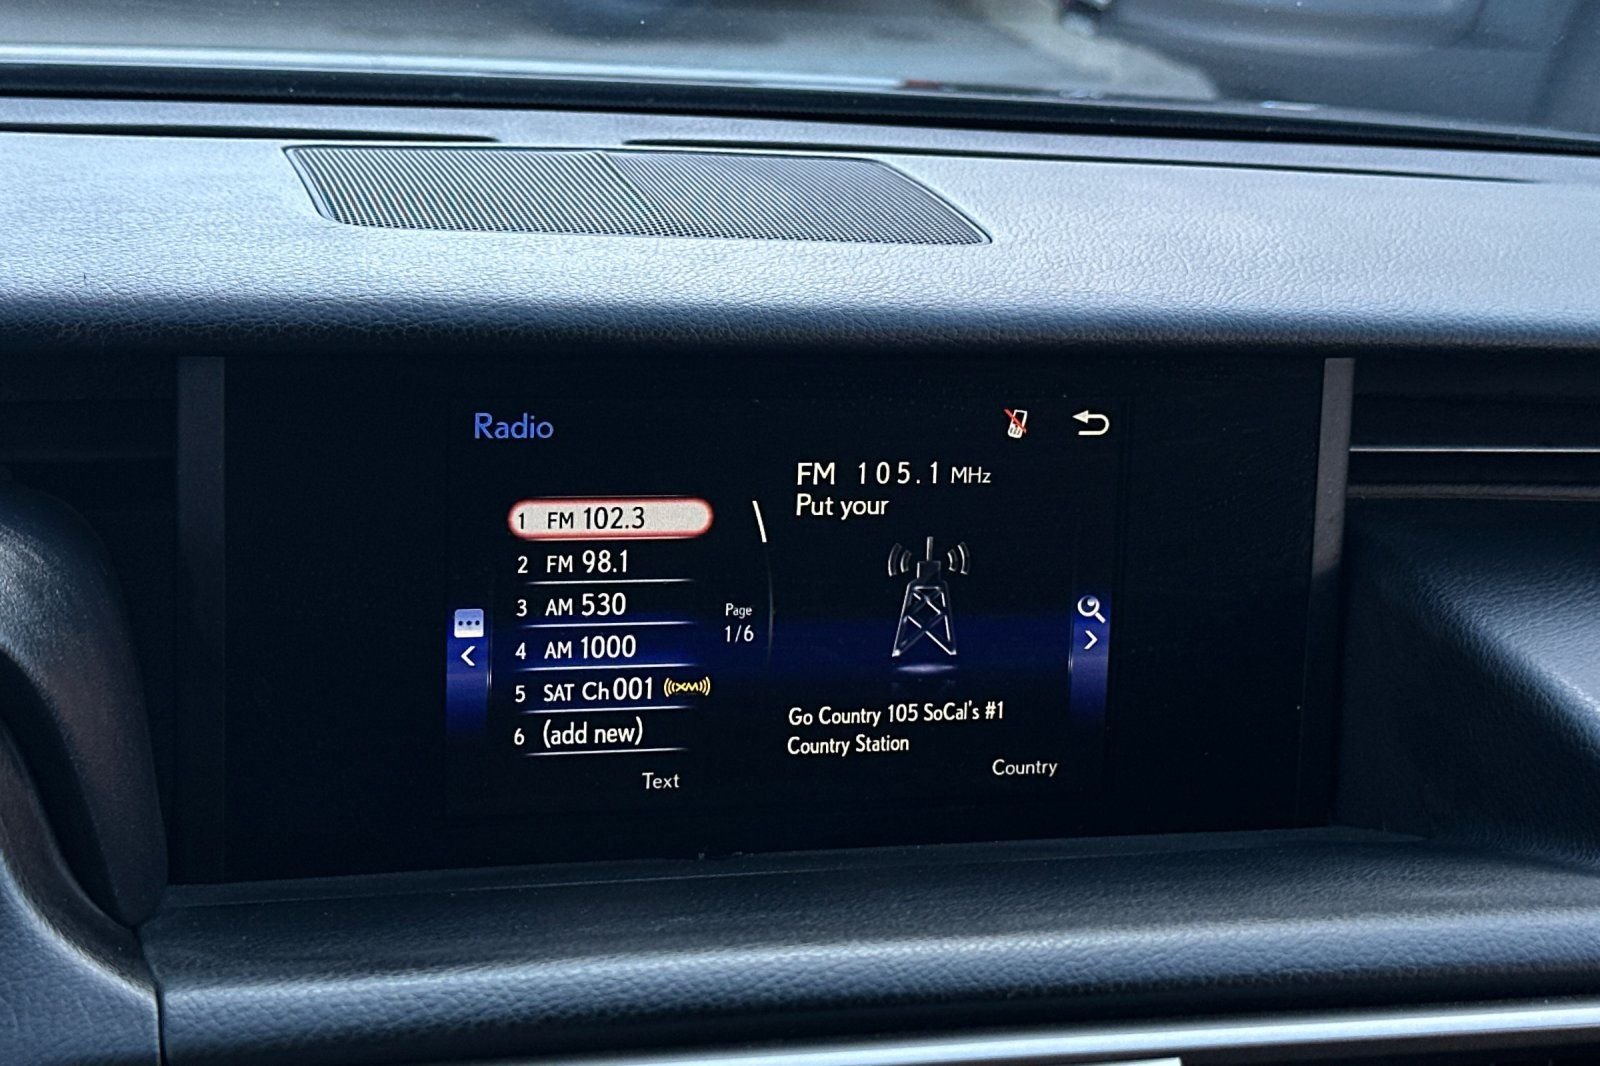 Radio
FM 105.1 MHz
Put your
1 FM 102.3
2 FM 98.1
3 AM 530
4 AM 1000
5 SAT Ch001 ((XM))
6 (add new)
Page
1/6
Text
Go Country 105 SoCal's #1
Country Station
Country